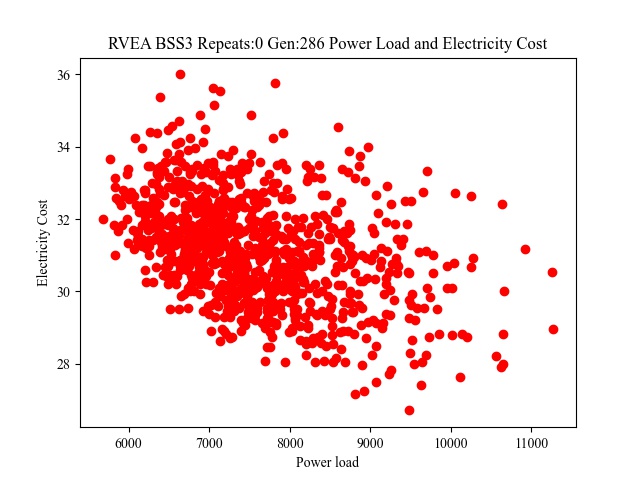 RVEA BSS3 Repeats:0 Gen:286 Power Load and Electricity Cost
36
34
32
30
28
Electricity Cost
6000 7000 8000 9000 10000 11000
Power load